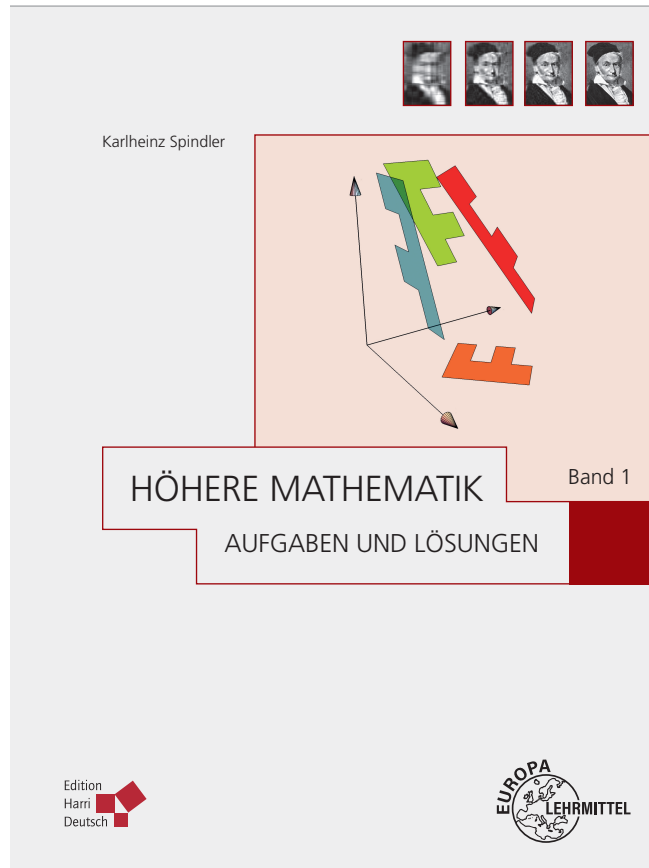 Karlheinz Spindler
HÖHERE MATHEMATIK
Band 1
AUFGABEN UND LÖSUNGEN
Edition
Harri
Deutsch
EUROPA
LEHRMITTEL